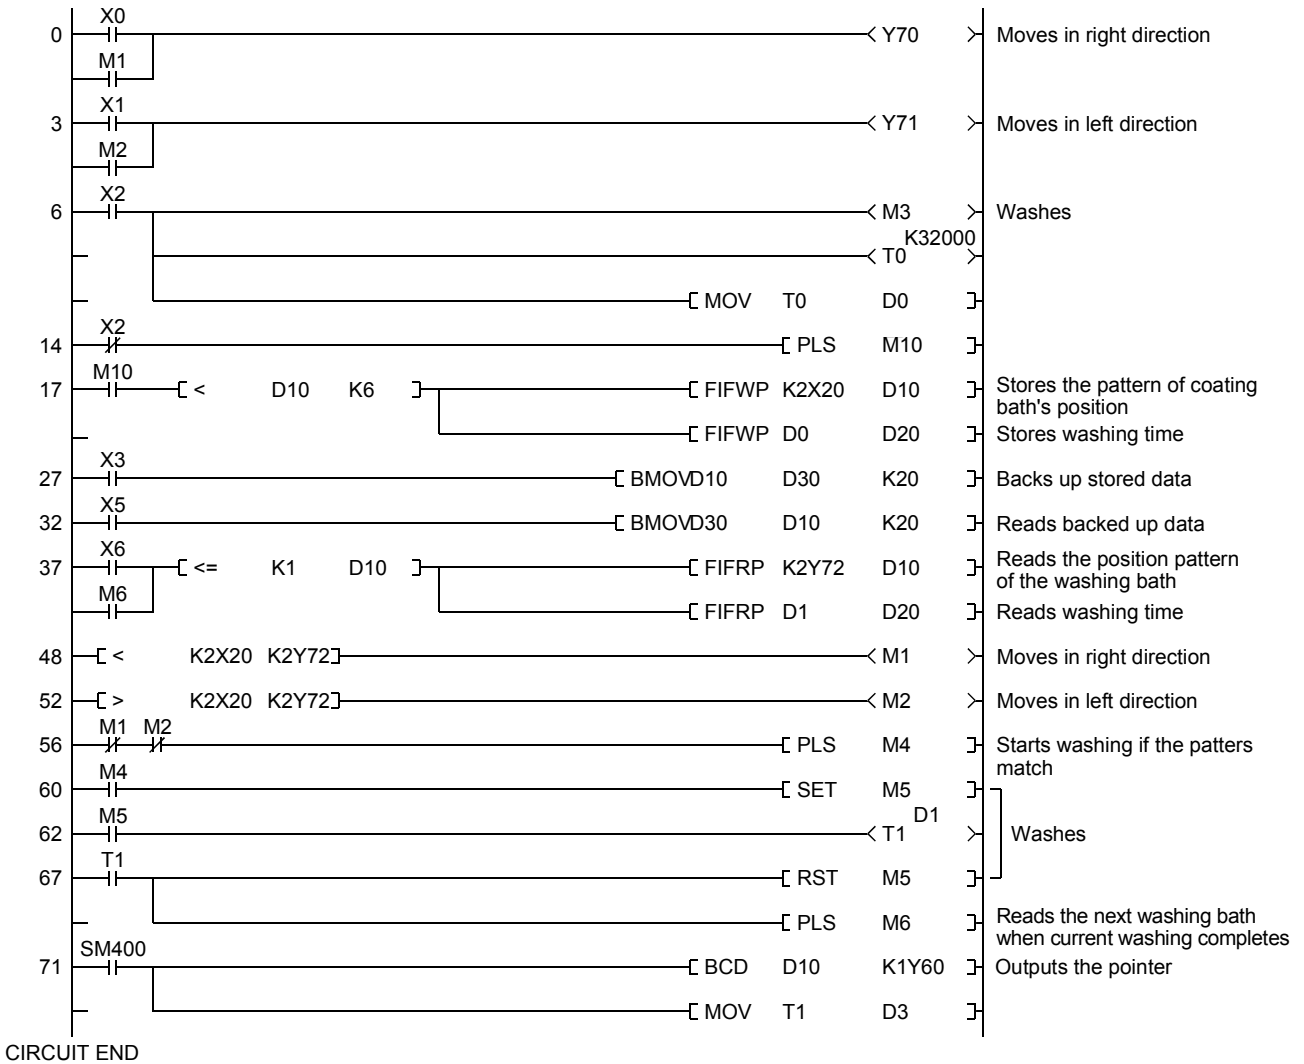 X0
0 Y70 Moves in right direction
M1
X1
3 Y71 Moves in left direction
M2
X2
6 M3 Washes
K32000
T0
MOV T0 D0
X2
14 PLS M10
M10
17 < D10 K6 FIFWP K2X20 D10 Stores the pattern of coating
bath's position
FIFWP D0 D20 Stores washing time
X3
27 BMOVD10 D30 K20 Backs up stored data
X5
32 BMOVD30 D10 K20 Reads backed up data
X6
37 <= K1 D10 FIFRP K2Y72 D10 Reads the position pattern
of the washing bath
M6
FIFRP D1 D20 Reads washing time
48 < K2X20 K2Y72 M1 Moves in right direction
52 > K2X20 K2Y72 M2 Moves in left direction
M1 M2
56 PLS M4 Starts washing if the patters
match
M4
60 SET M5
M5 D1
62 T1 Washes
T1
67 RST M5
PLS M6 Reads the next washing bath
when current washing completes
SM400
71 BCD D10 K1Y60 Outputs the pointer
MOV T1 D3
CIRCUIT END